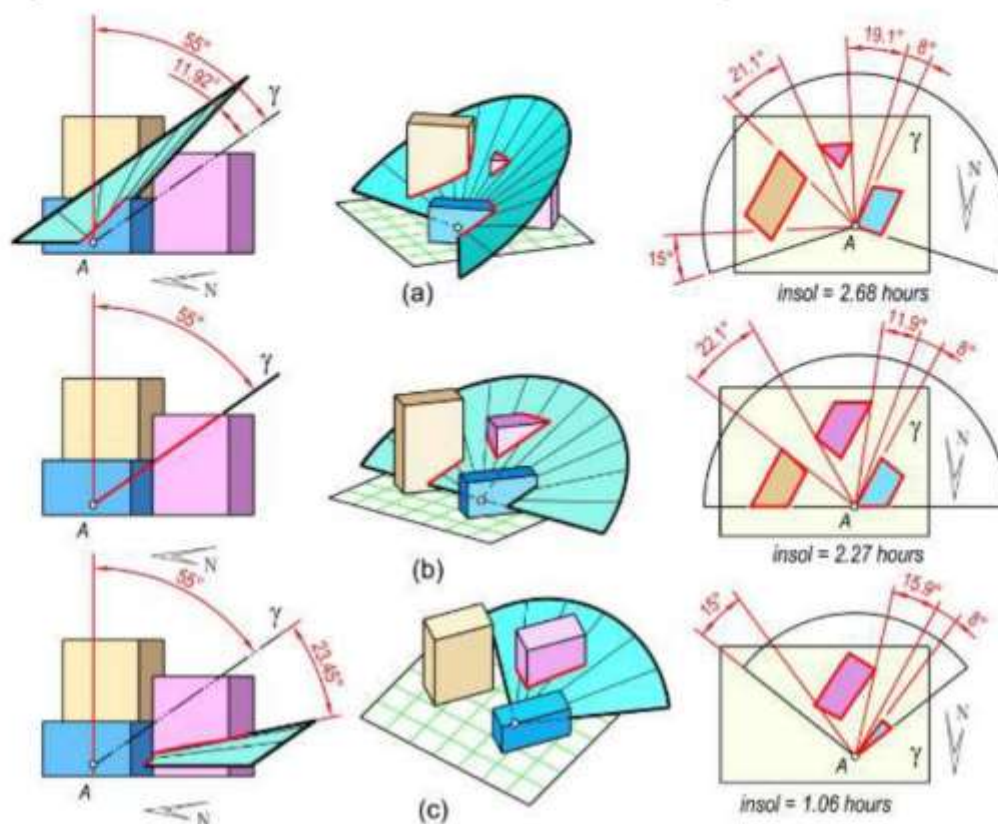 55°
11.92°
γ
A
N
(a)
21.1°
19.1°
8°
γ
N
15°
A
insol = 2.68 hours
55°
γ
A
N
(b)
22.1°
11.9°
8°
γ
N
A
insol = 2.27 hours
55°
γ
23.45°
A
N
(c)
15°
15.9°
8°
N
A
γ
insol = 1.06 hours